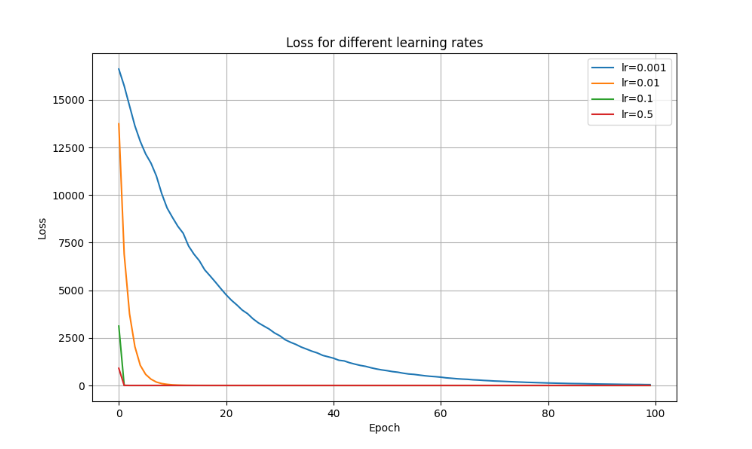 Loss for different learning rates
lr=0.001
lr=0.01
lr=0.1
lr=0.5
15000
12500
10000
7500
5000
2500
0
Loss
0 20 40 60 80 100
Epoch